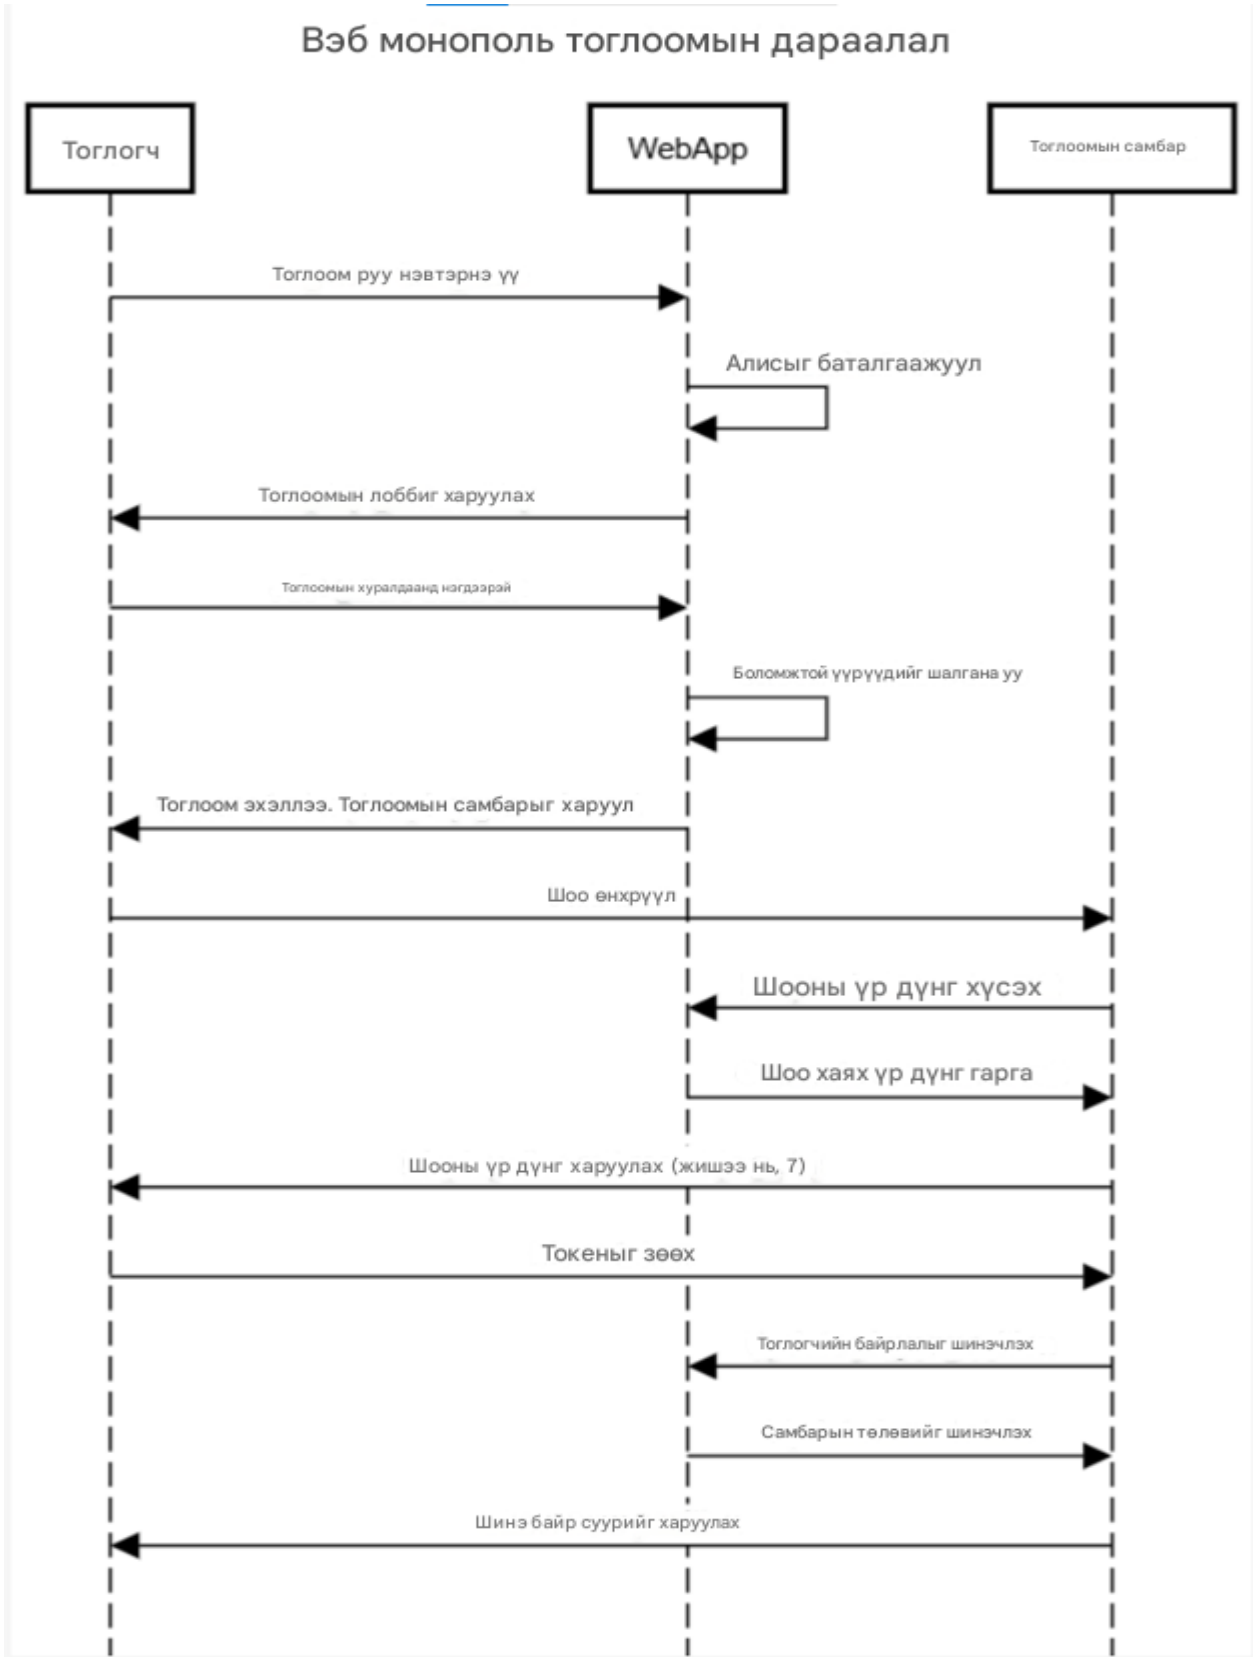 Вэб монополь тоглоомын дараалал
Тоглогч
WebApp
Тоглоомын самбар
Тоглоом руу нэвтэрнэ үү
Алисыг баталгаажуул
Тоглоомын лоббиг харуулах
Тоглоомын хуралдаанд нэгдээрэй
Боломжтой үүрүүдийг шалгана уу
Тоглоом эхэллээ. Тоглоомын самбарыг харуул
Шоо өнхрүүл
Шооны үр дүнг хүсэх
Шоо хаях үр дүнг гарга
Шооны үр дүнг харуулах (жишээ нь, 7)
Токеныг зөөх
Тоглогчийн байрлалыг шинэчлэх
Самбарын төлөвийг шинэчлэх
Шинэ байр суурийг харуулах